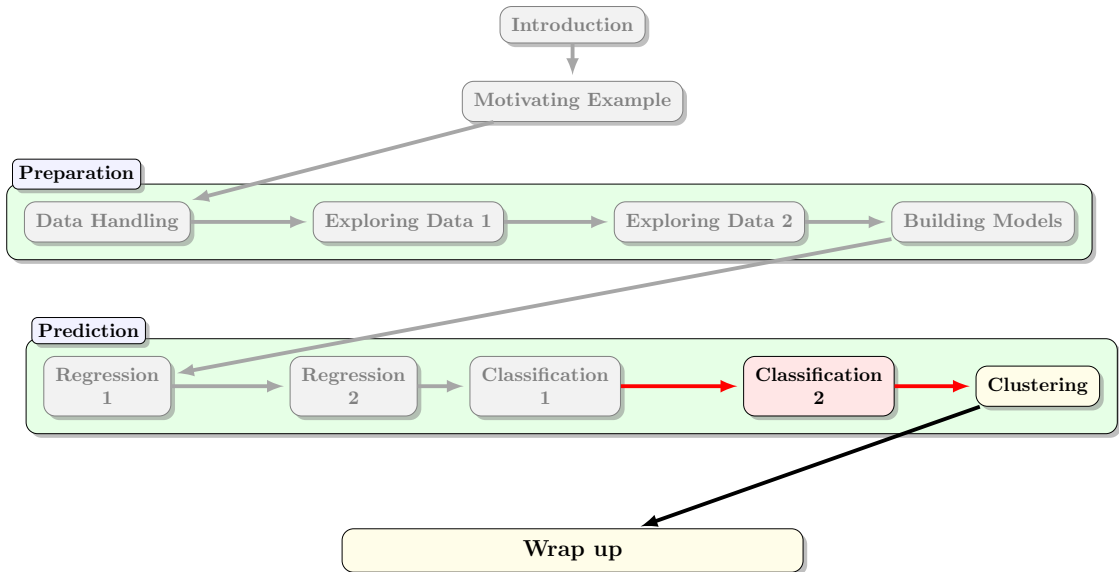 Introduction
Motivating Example
Preparation
Data Handling
Exploring Data 1
Exploring Data 2
Building Models
Prediction
Regression
1
Regression
2
Classification
1
Classification
2
Clustering
Wrap up